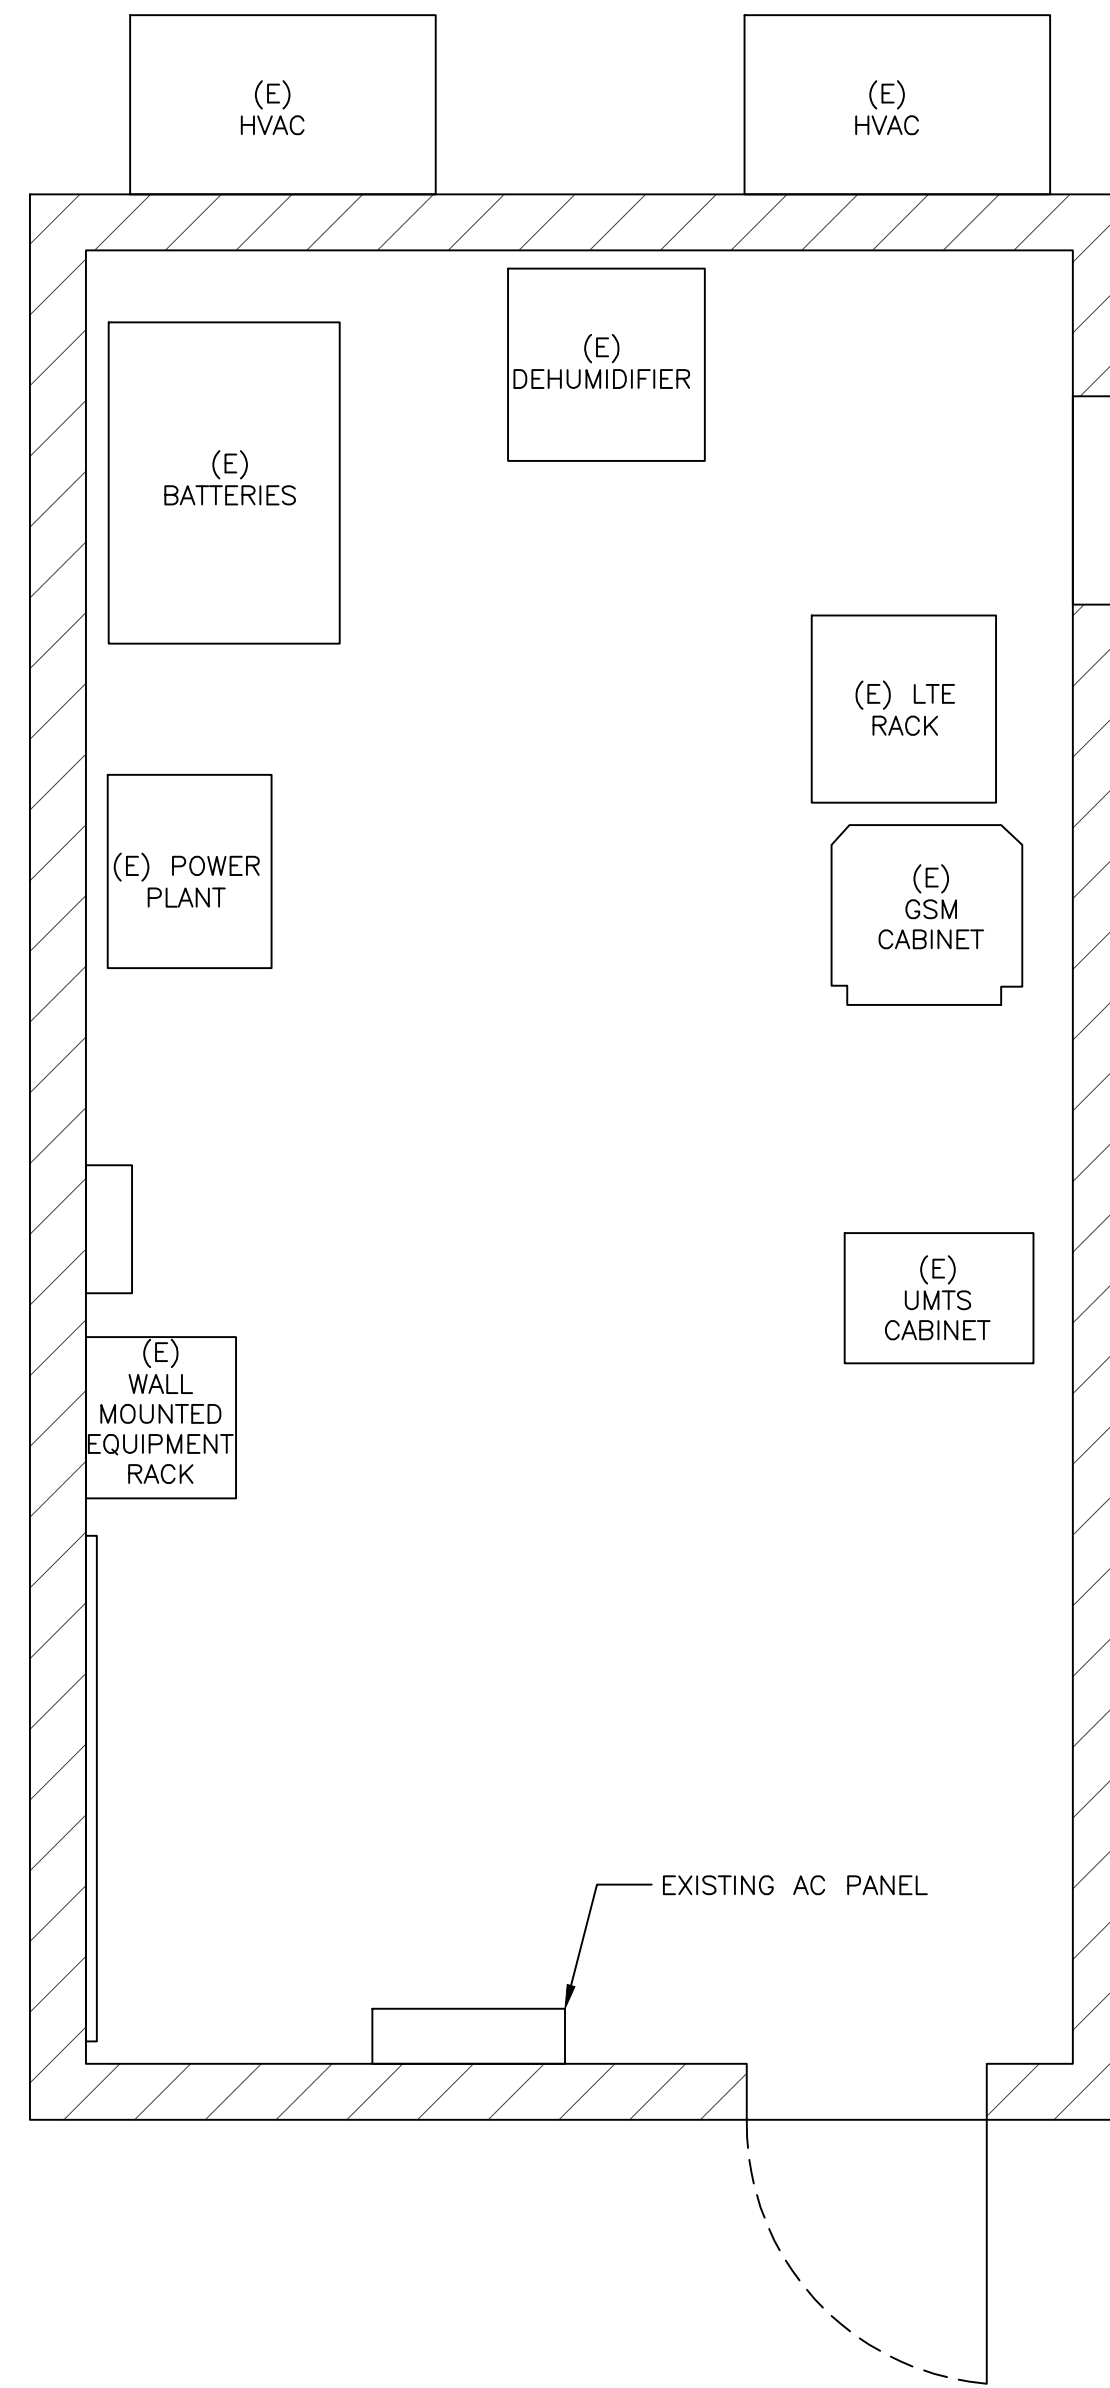 (E)
HVAC
(E)
HVAC
(E)
DEHUMIDIFIER
(E)
BATTERIES
(E) LTE
RACK
(E) POWER
PLANT
(E)
GSM
CABINET
(E)
UMTS
CABINET
(E)
WALL
MOUNTED
EQUIPMENT
RACK
EXISTING AC PANEL